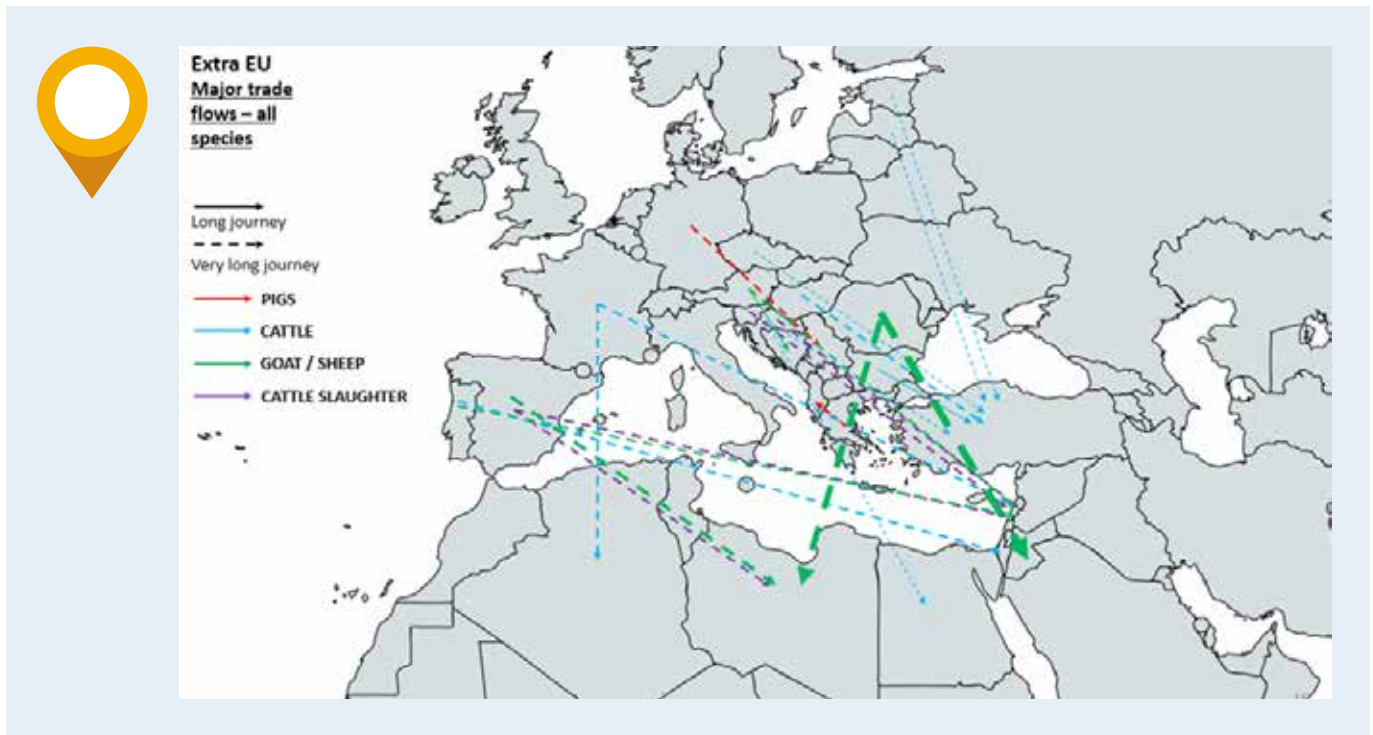 Extra EU
Major trade
flows – all
species
Long journey
Very long journey
PIGS
CATTLE
GOAT / SHEEP
CATTLE SLAUGHTER